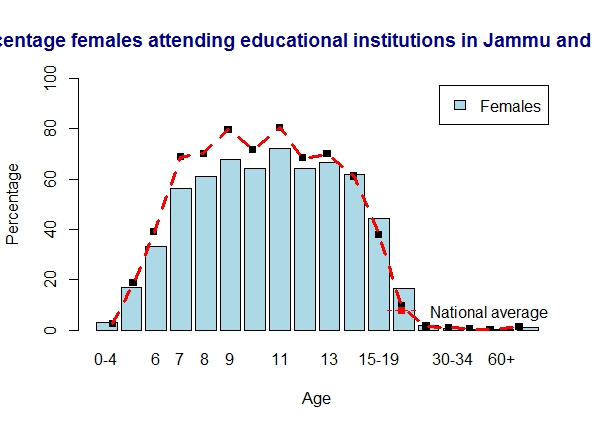 centage females attending educational institutions in Jammu and
Females
Percentage
100
80
60
40
20
0
National average
0-4 6 7 8 9 11 13 15-19 30-34 60+
Age